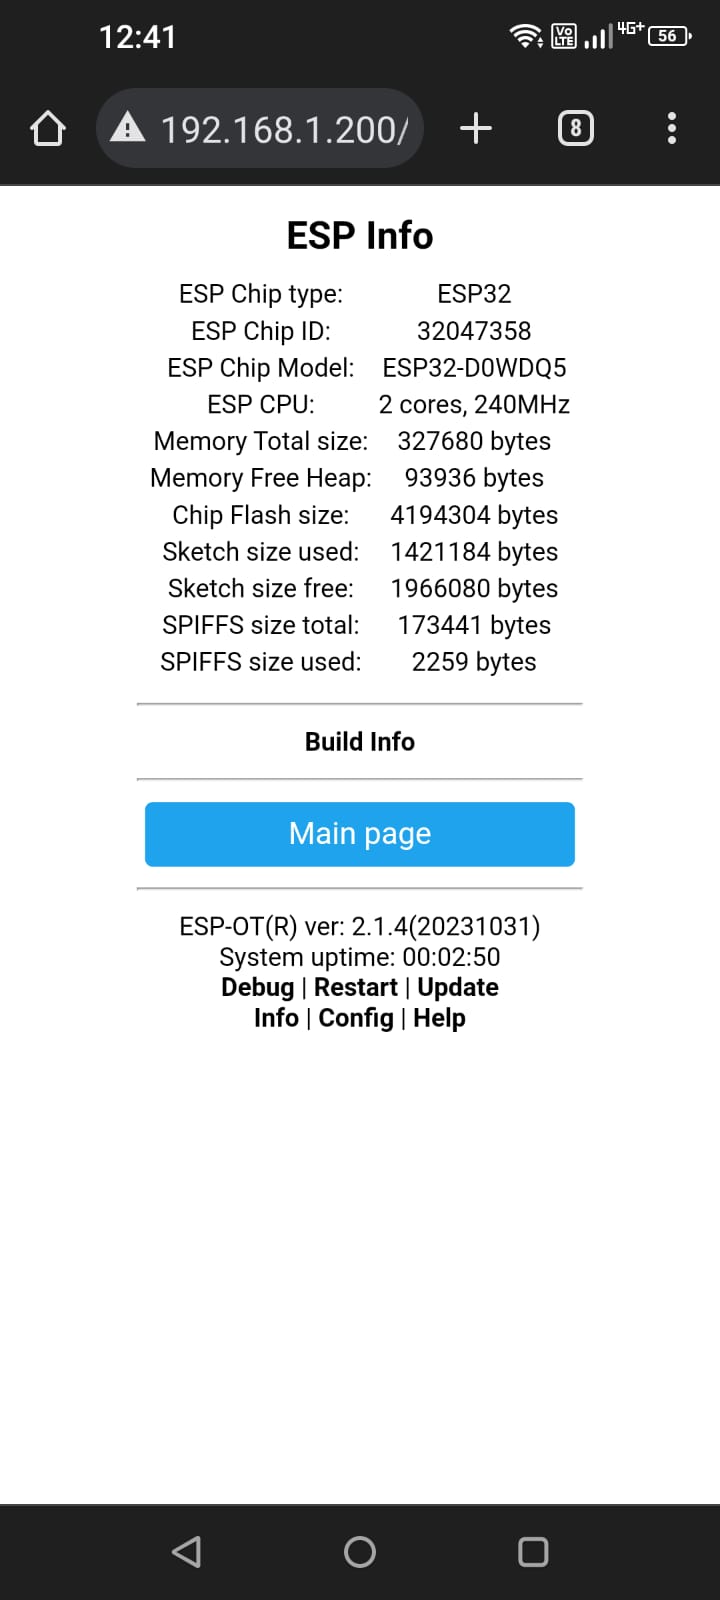 12:41 Vo LTE 4G+ 56
192.168.1.200/ 8
ESP Info
ESP Chip type: ESP32
ESP Chip ID: 32047358
ESP Chip Model: ESP32-D0WDQ5
ESP CPU: 2 cores, 240MHz
Memory Total size: 327680 bytes
Memory Free Heap: 93936 bytes
Chip Flash size: 4194304 bytes
Sketch size used: 1421184 bytes
Sketch size free: 1966080 bytes
SPIFFS size total: 173441 bytes
SPIFFS size used: 2259 bytes
Build Info
Main page
ESP-OT(R) ver: 2.1.4(20231031)
System uptime: 00:02:50
Debug | Restart | Update
Info | Config | Help